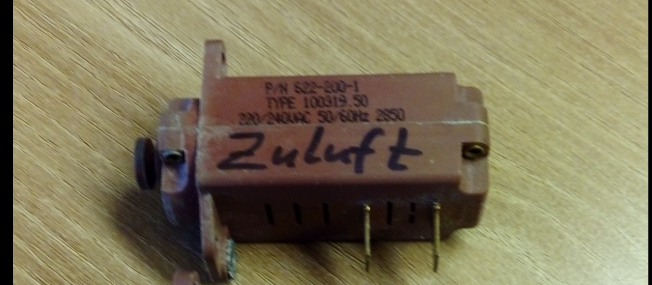 P/N 622-200-1
TYPE 100319.50
220/240VAC 50/60Hz 2850
Zuluft